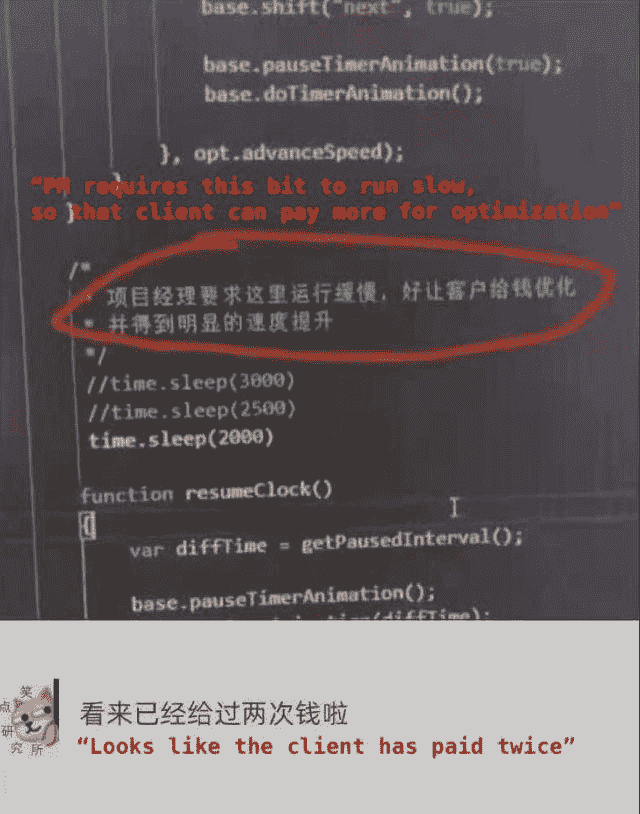 base.shift("next", true);
base.pauseTimerAnimation(true);
base.doTimerAnimation();
}, opt.advanceSpeed);
}
“PM requires this bit to run slow,
so that client can pay more for optimization”
}
/*
* 项目经理要求这里运行缓慢，好让客户给钱优化
* 并得到明显的速度提升
*/
//time.sleep(3000)
//time.sleep(2500)
time.sleep(2000)
function resumeClock()
{
var diffTime = getPausedInterval();
base.pauseTimerAnimation();
(diffTime);
笑点研究所
看来已经给过两次钱啦
“Looks like the client has paid twice”